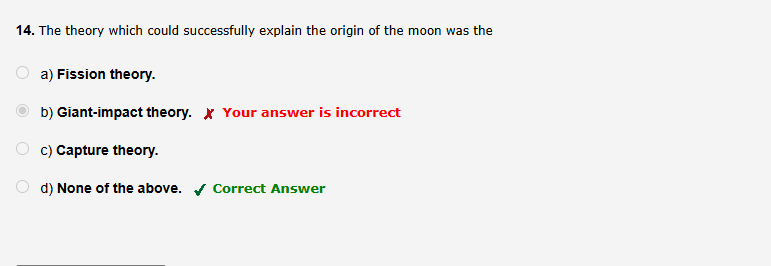 14. The theory which could successfully explain the origin of the moon was the
a) Fission theory.
b) Giant-impact theory. ✗ Your answer is incorrect
c) Capture theory.
d) None of the above. ✓ Correct Answer